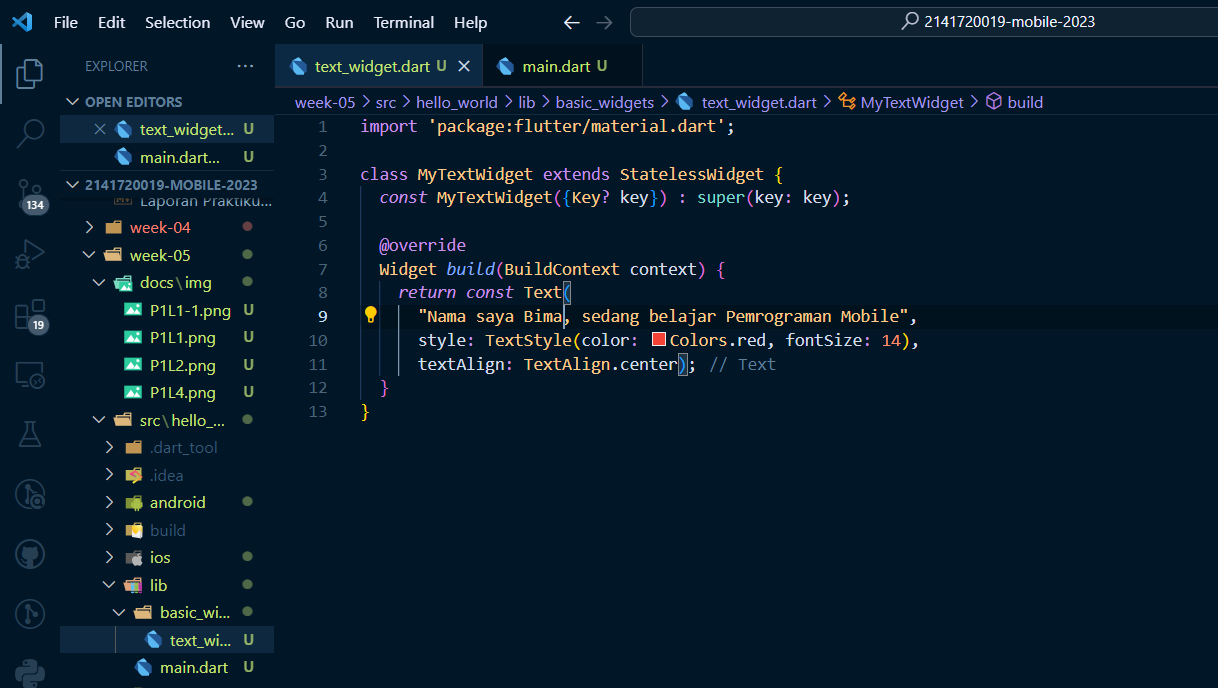 File Edit Selection View Go Run Terminal Help 2141720019-mobile-2023
EXPLORER ...
text_widget.dart U
main.dart U
OPEN EDITORS
text_widget... U
main.dart... U
2141720019-MOBILE-2023
Laporan Praktiku...
week-04
week-05
docs\img
P1L1-1.png U
P1L1.png U
P1L2.png U
P1L4.png U
src\hello_...
.dart_tool
.idea
android
build
ios
lib
basic_wi...
text_wi... U
main.dart U
134
19
week-05 > src > hello_world > lib > basic_widgets > text_widget.dart > MyTextWidget > build
1 import 'package:flutter/material.dart';
2
3 class MyTextWidget extends StatelessWidget {
4 const MyTextWidget({Key? key}) : super(key: key);
5
6 @override
7 Widget build(BuildContext context) {
8 return const Text(
9 "Nama saya Bima, sedang belajar Pemrograman Mobile",
10 style: TextStyle(color: Colors.red, fontSize: 14),
11 textAlign: TextAlign.center); // Text
12 }
13 }